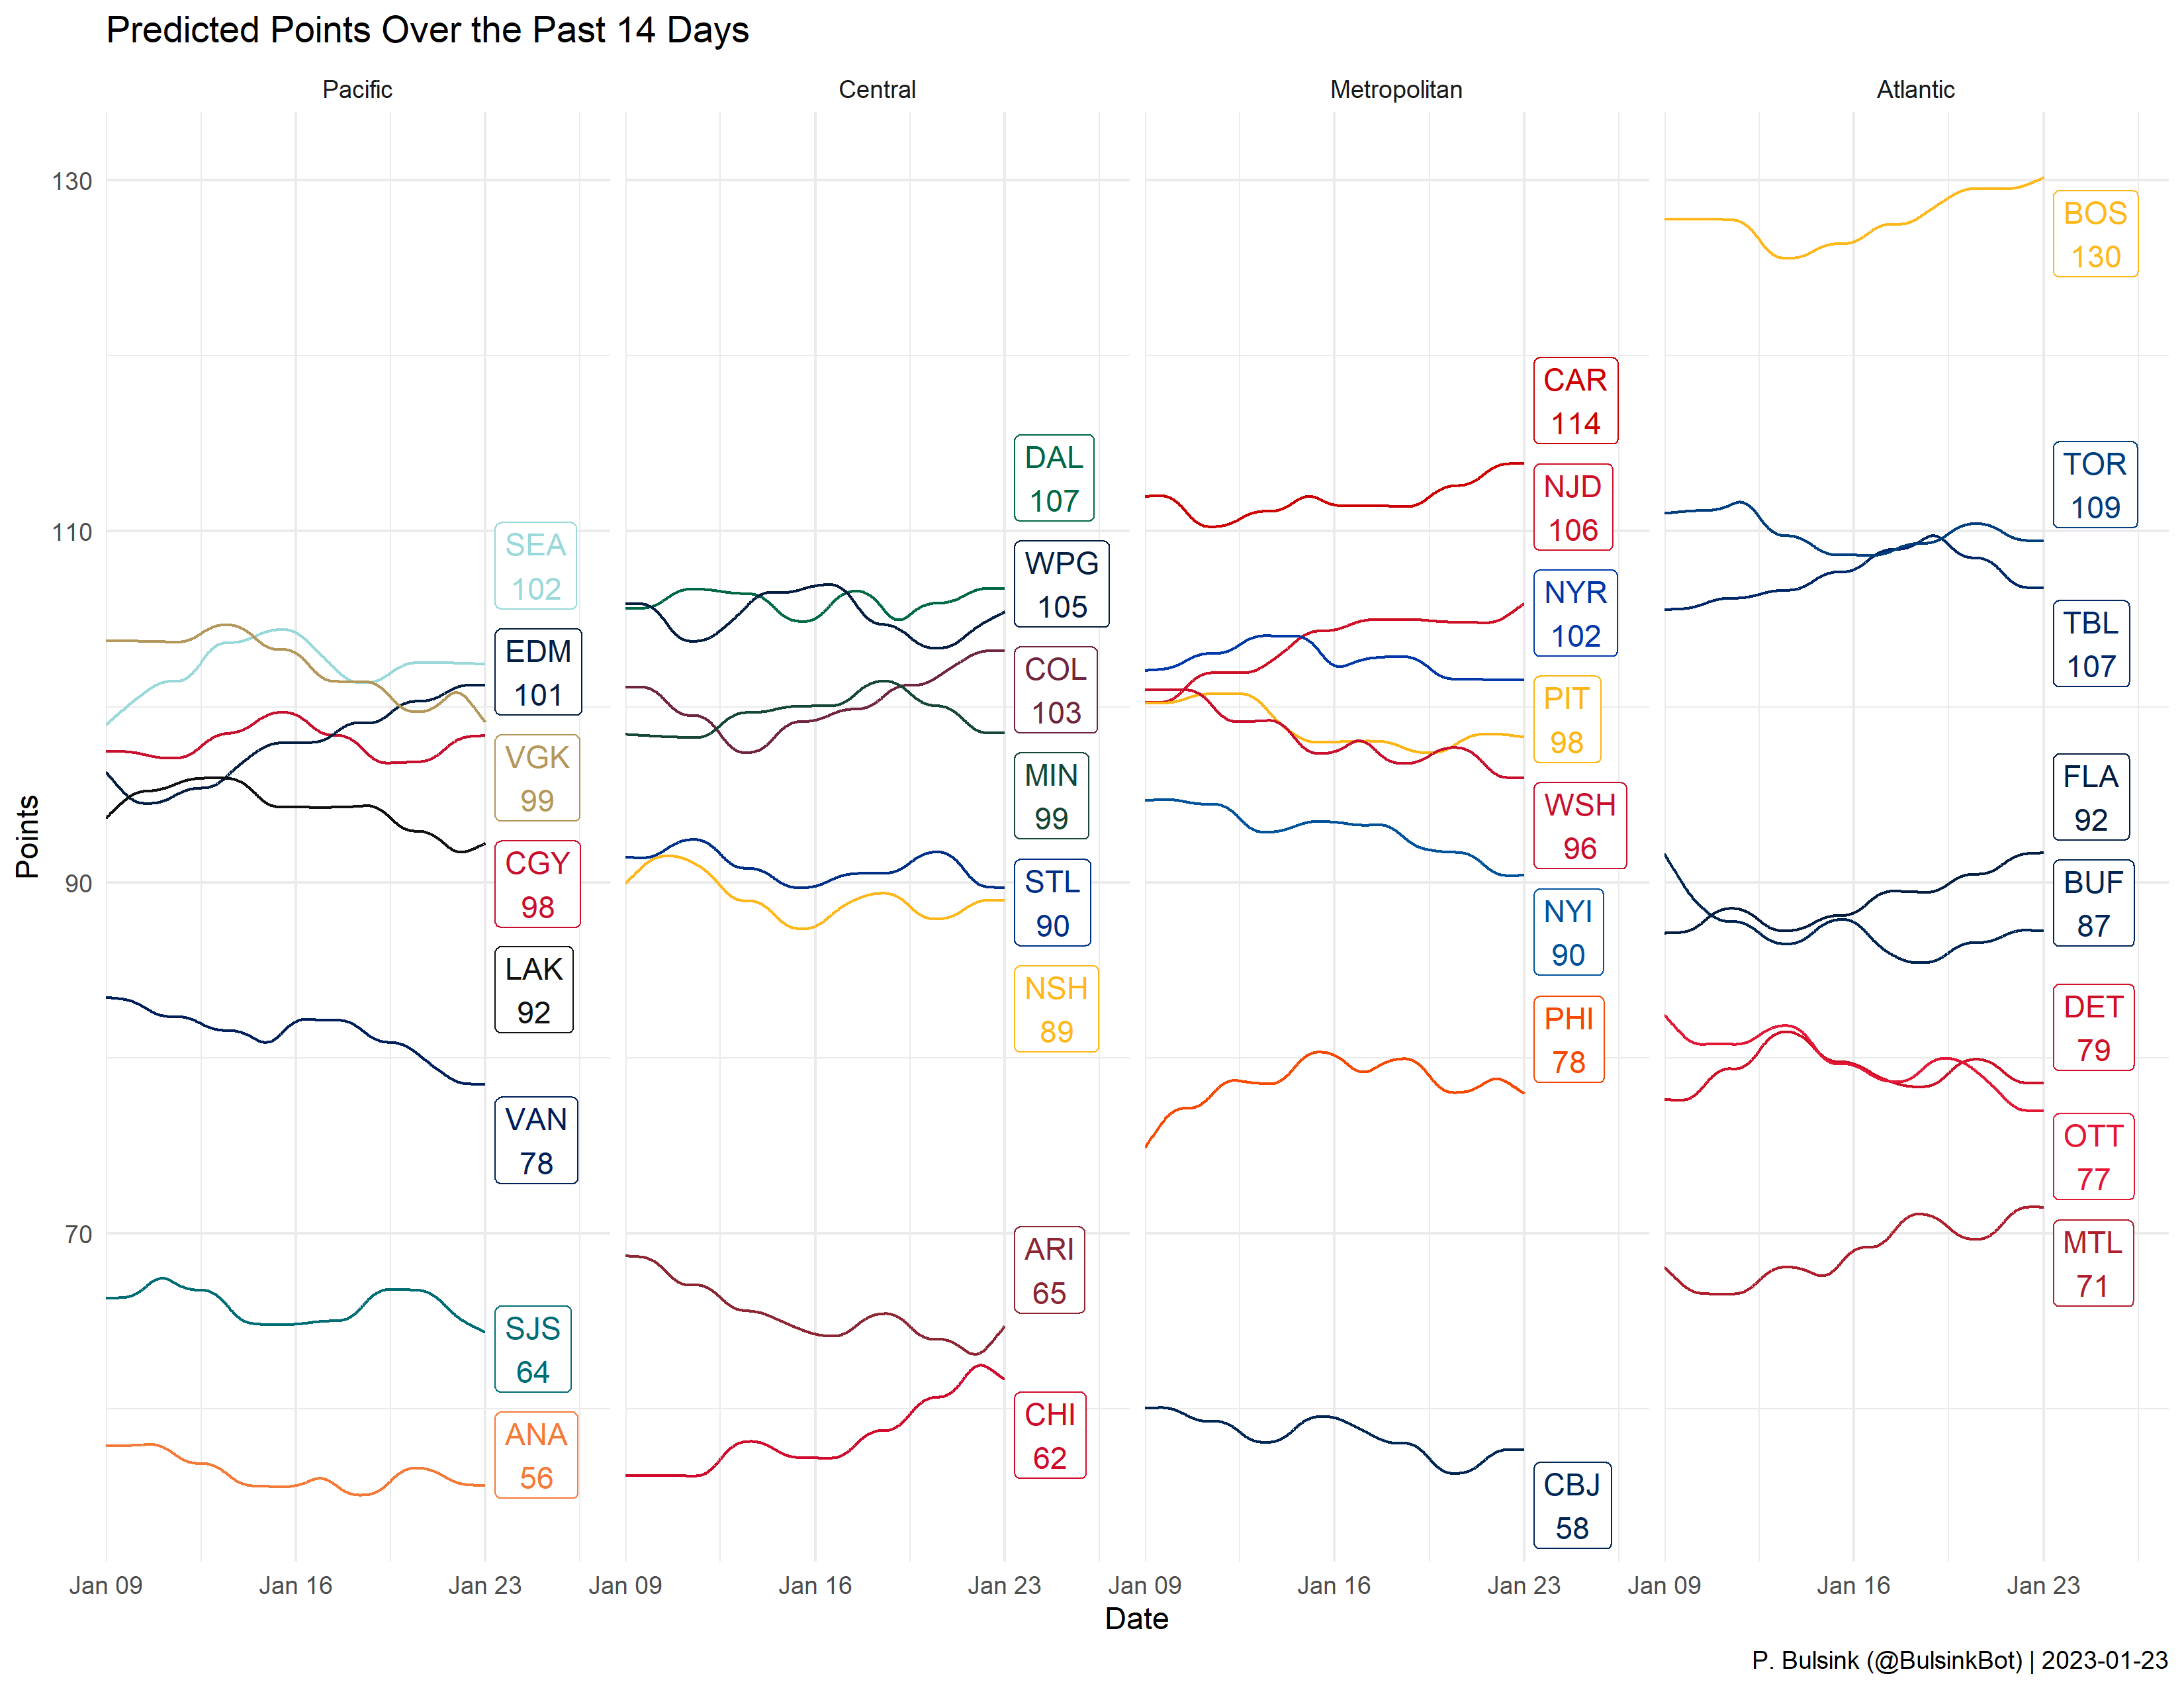 Predicted Points Over the Past 14 Days
Pacific
Central
Metropolitan
Atlantic
Points
130
110
90
70
SEA
102
EDM
101
VGK
99
CGY
98
LAK
92
VAN
78
SJS
64
ANA
56
DAL
107
WPG
105
COL
103
MIN
99
STL
90
NSH
89
ARI
65
CHI
62
CAR
114
NJD
106
NYR
102
PIT
98
WSH
96
NYI
90
PHI
78
CBJ
58
BOS
130
TOR
109
TBL
107
FLA
92
BUF
87
DET
79
OTT
77
MTL
71
Jan 09 Jan 16 Jan 23
Jan 09 Jan 16 Jan 23
Jan 09 Jan 16 Jan 23
Jan 09 Jan 16 Jan 23
Date
P. Bulsink (@BulsinkBot) | 2023-01-23